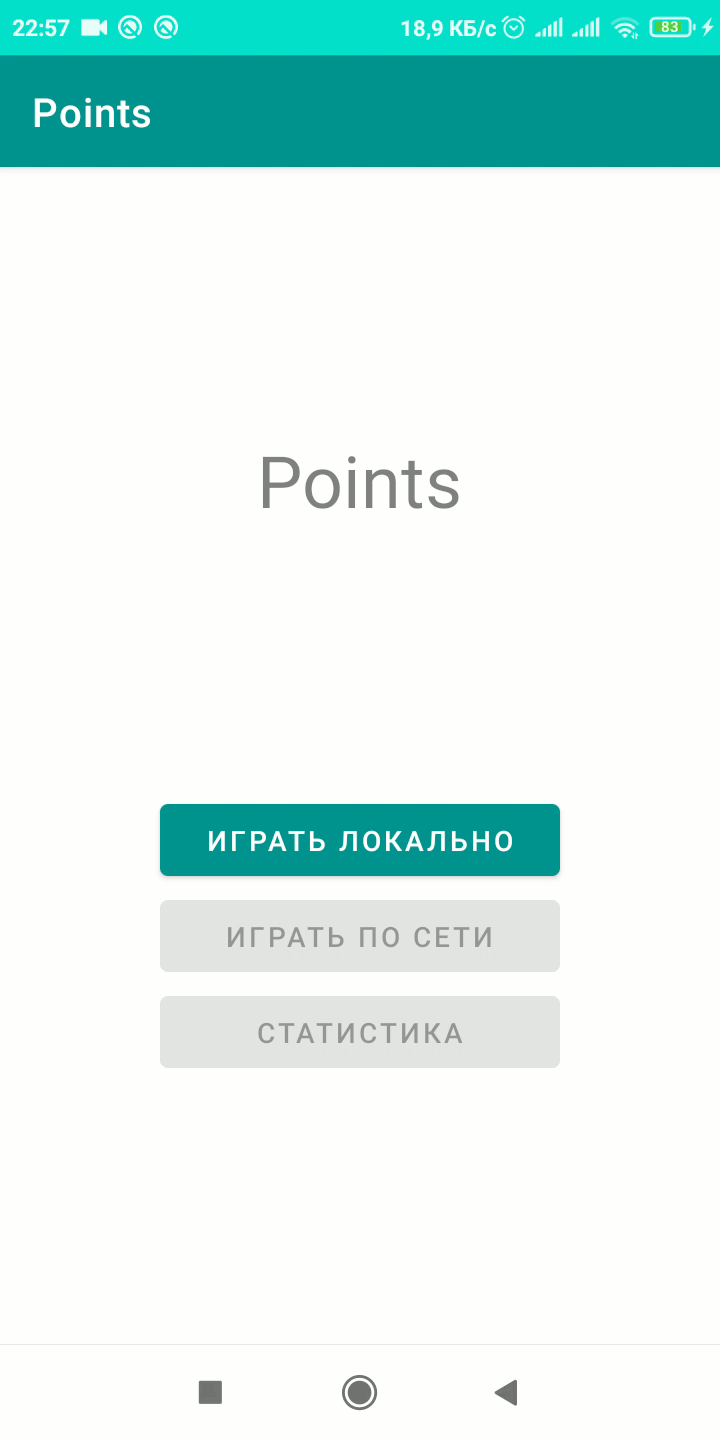 22:57 18,9 КБ/с 83
Points
Points
ИГРАТЬ ЛОКАЛЬНО
ИГРАТЬ ПО СЕТИ
СТАТИСТИКА